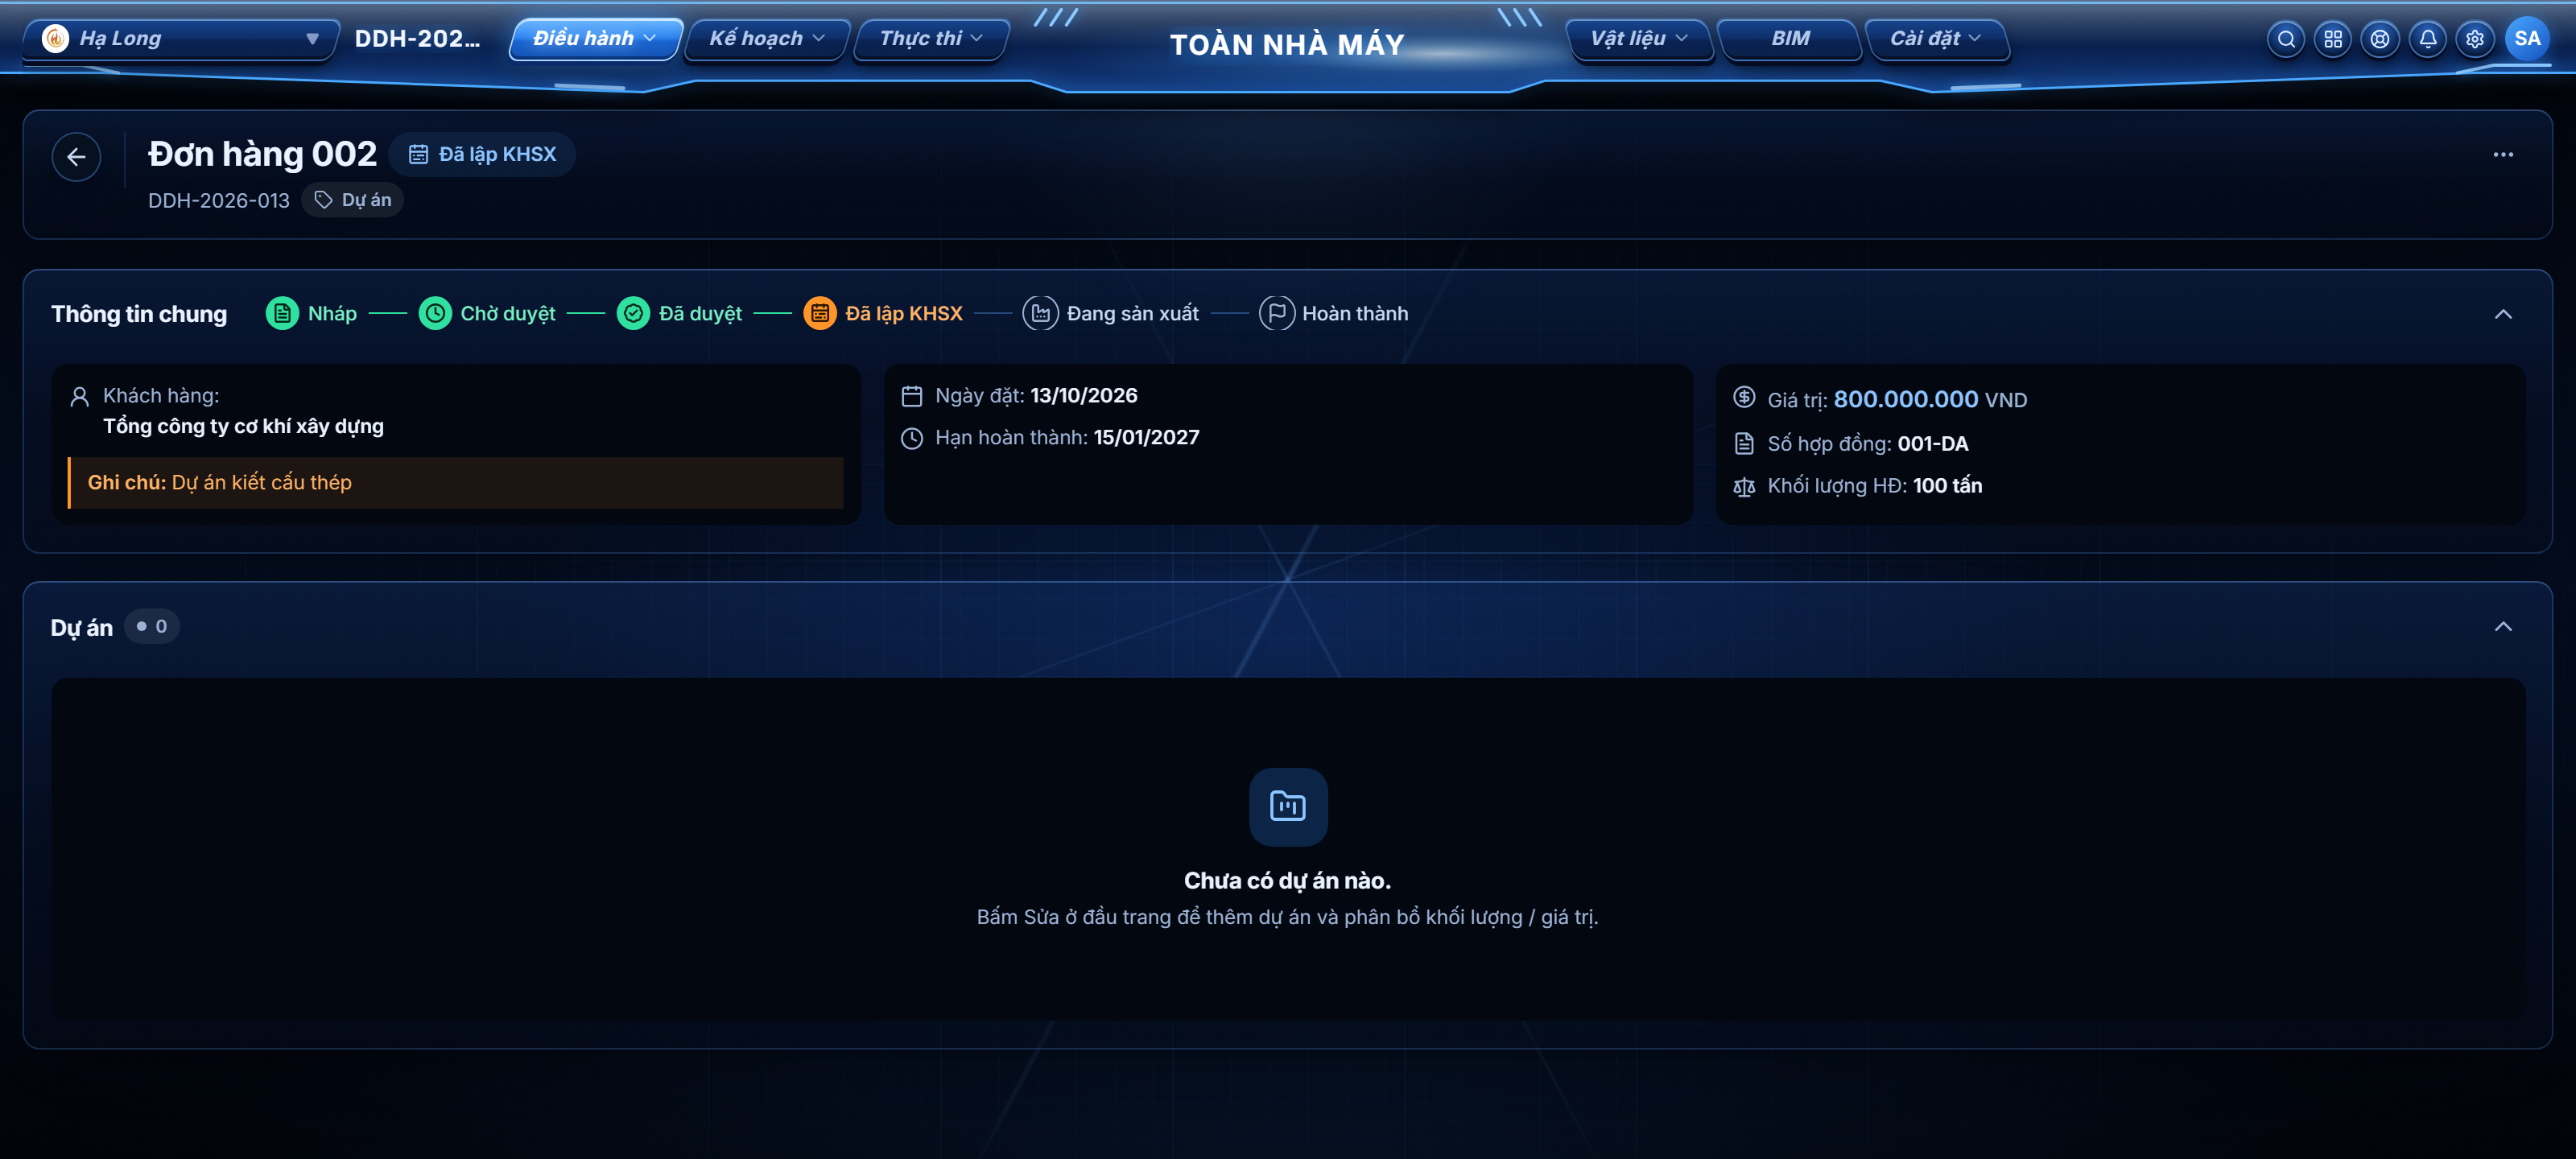 Hạ Long
DDH-202...
Điều hành
Kế hoạch
Thực thi
TOÀN NHÀ MÁY
Vật liệu
BIM
Cài đặt
SA
Đơn hàng 002
Đã lập KHSX
DDH-2026-013
Dự án
Thông tin chung
Nháp
Chờ duyệt
Đã duyệt
Đã lập KHSX
Đang sản xuất
Hoàn thành
Khách hàng:
Tổng công ty cơ khí xây dựng
Ghi chú: Dự án kiết cấu thép
Ngày đặt: 13/10/2026
Hạn hoàn thành: 15/01/2027
Giá trị: 800.000.000 VND
Số hợp đồng: 001-DA
Khối lượng HĐ: 100 tấn
Dự án
0
Chưa có dự án nào.
Bấm Sửa ở đầu trang để thêm dự án và phân bổ khối lượng / giá trị.